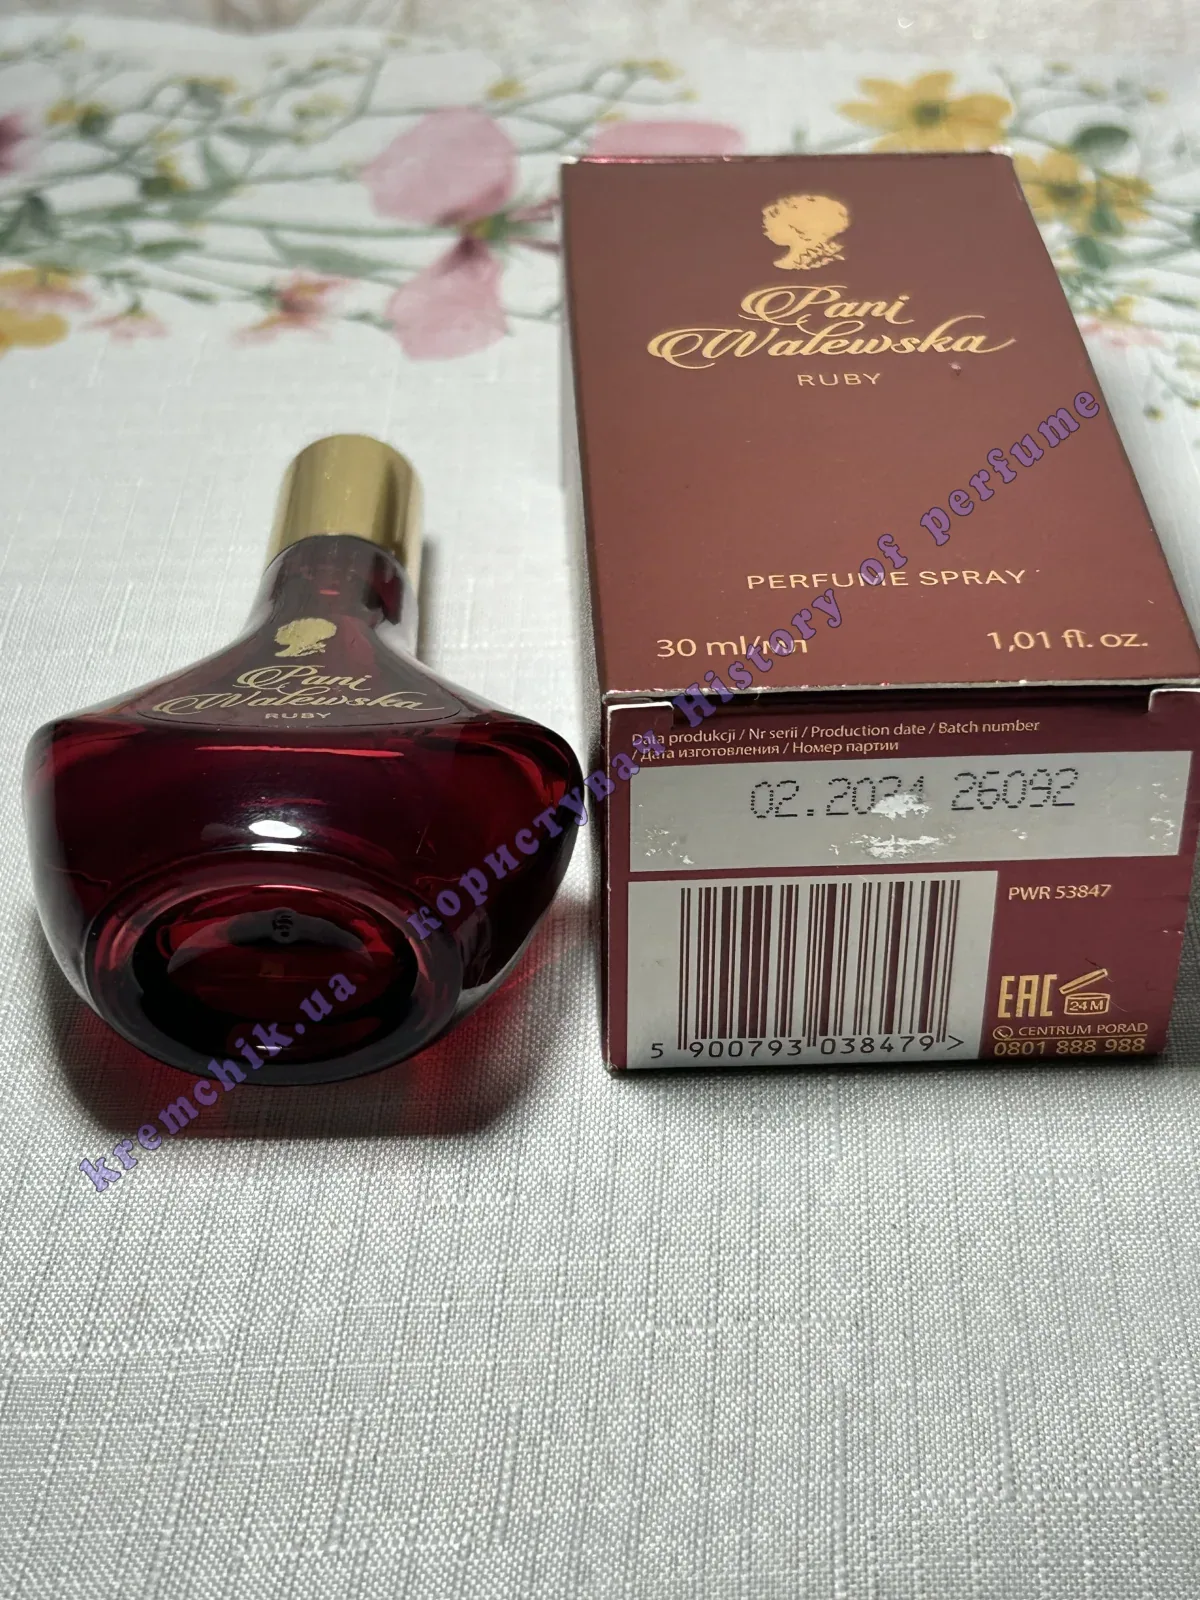 Pani
Walewska
RUBY
PERFUME SPRAY
30 ml/мл 1,01 fl. oz.
Pani
Walewska
RUBY
Data produkcji / Nr serii / Production date / Batch number
/ Дата изготовления / Номер партии
02.2024 26092
PWR 53847
EAC
24M
CENTRUM PORAD
0801 888 988
5 900793 038479 >
kremchik.ua користувач History of perfume